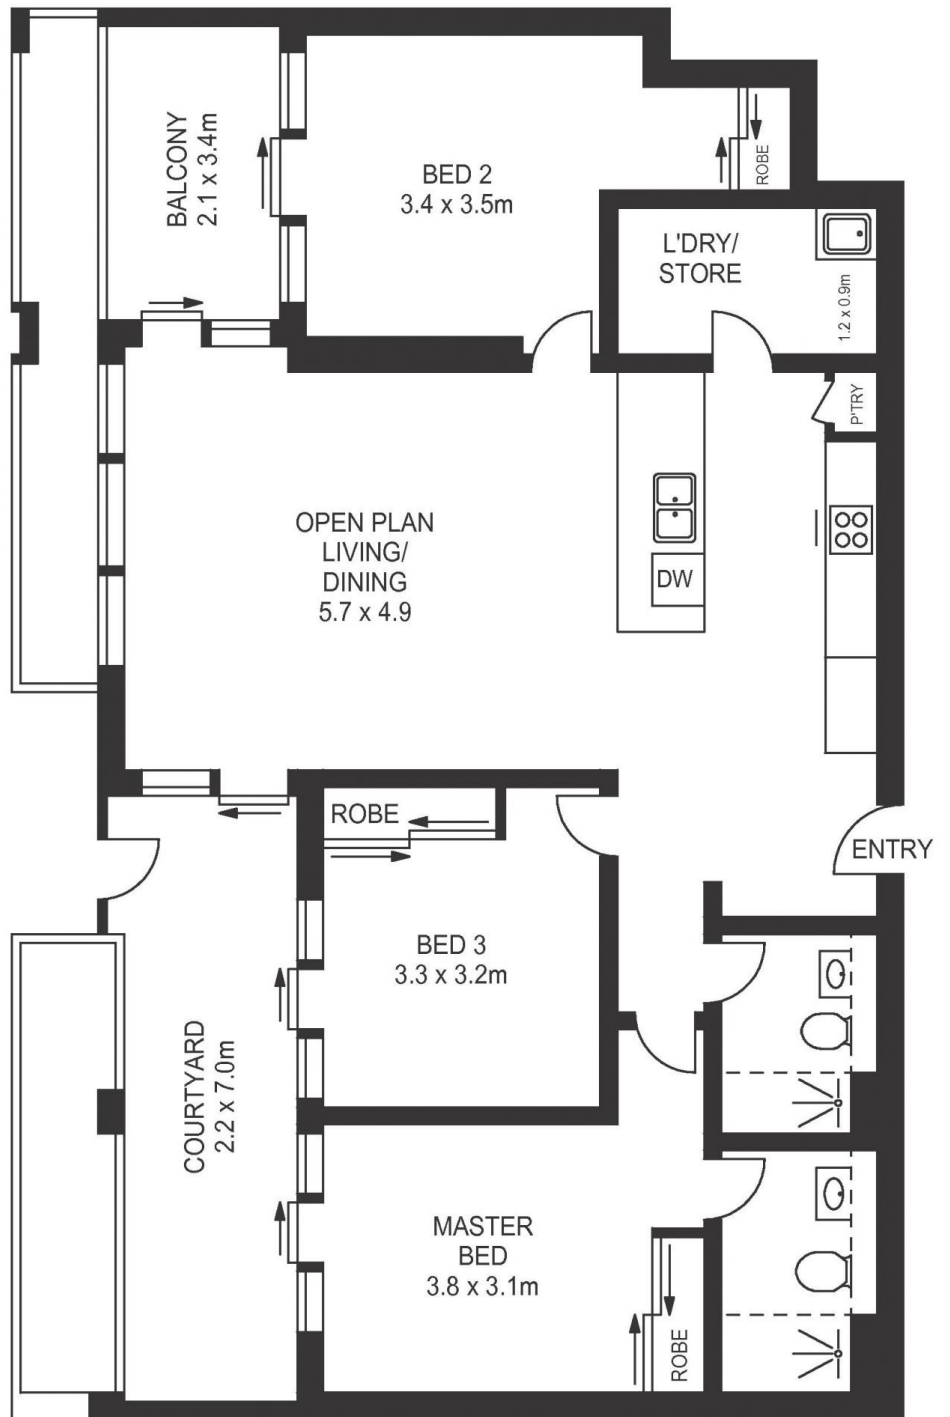 BALCONY
2.1 x 3.4m
BED 2
3.4 x 3.5m
ROBE
L'DRY/
STORE
1.2 x 0.9m
P'TRY
OPEN PLAN
LIVING/
DINING
5.7 x 4.9
DW
ROBE
ENTRY
BED 3
3.3 x 3.2m
COURTYARD
2.2 x 7.0m
MASTER
BED
3.8 x 3.1m
ROBE